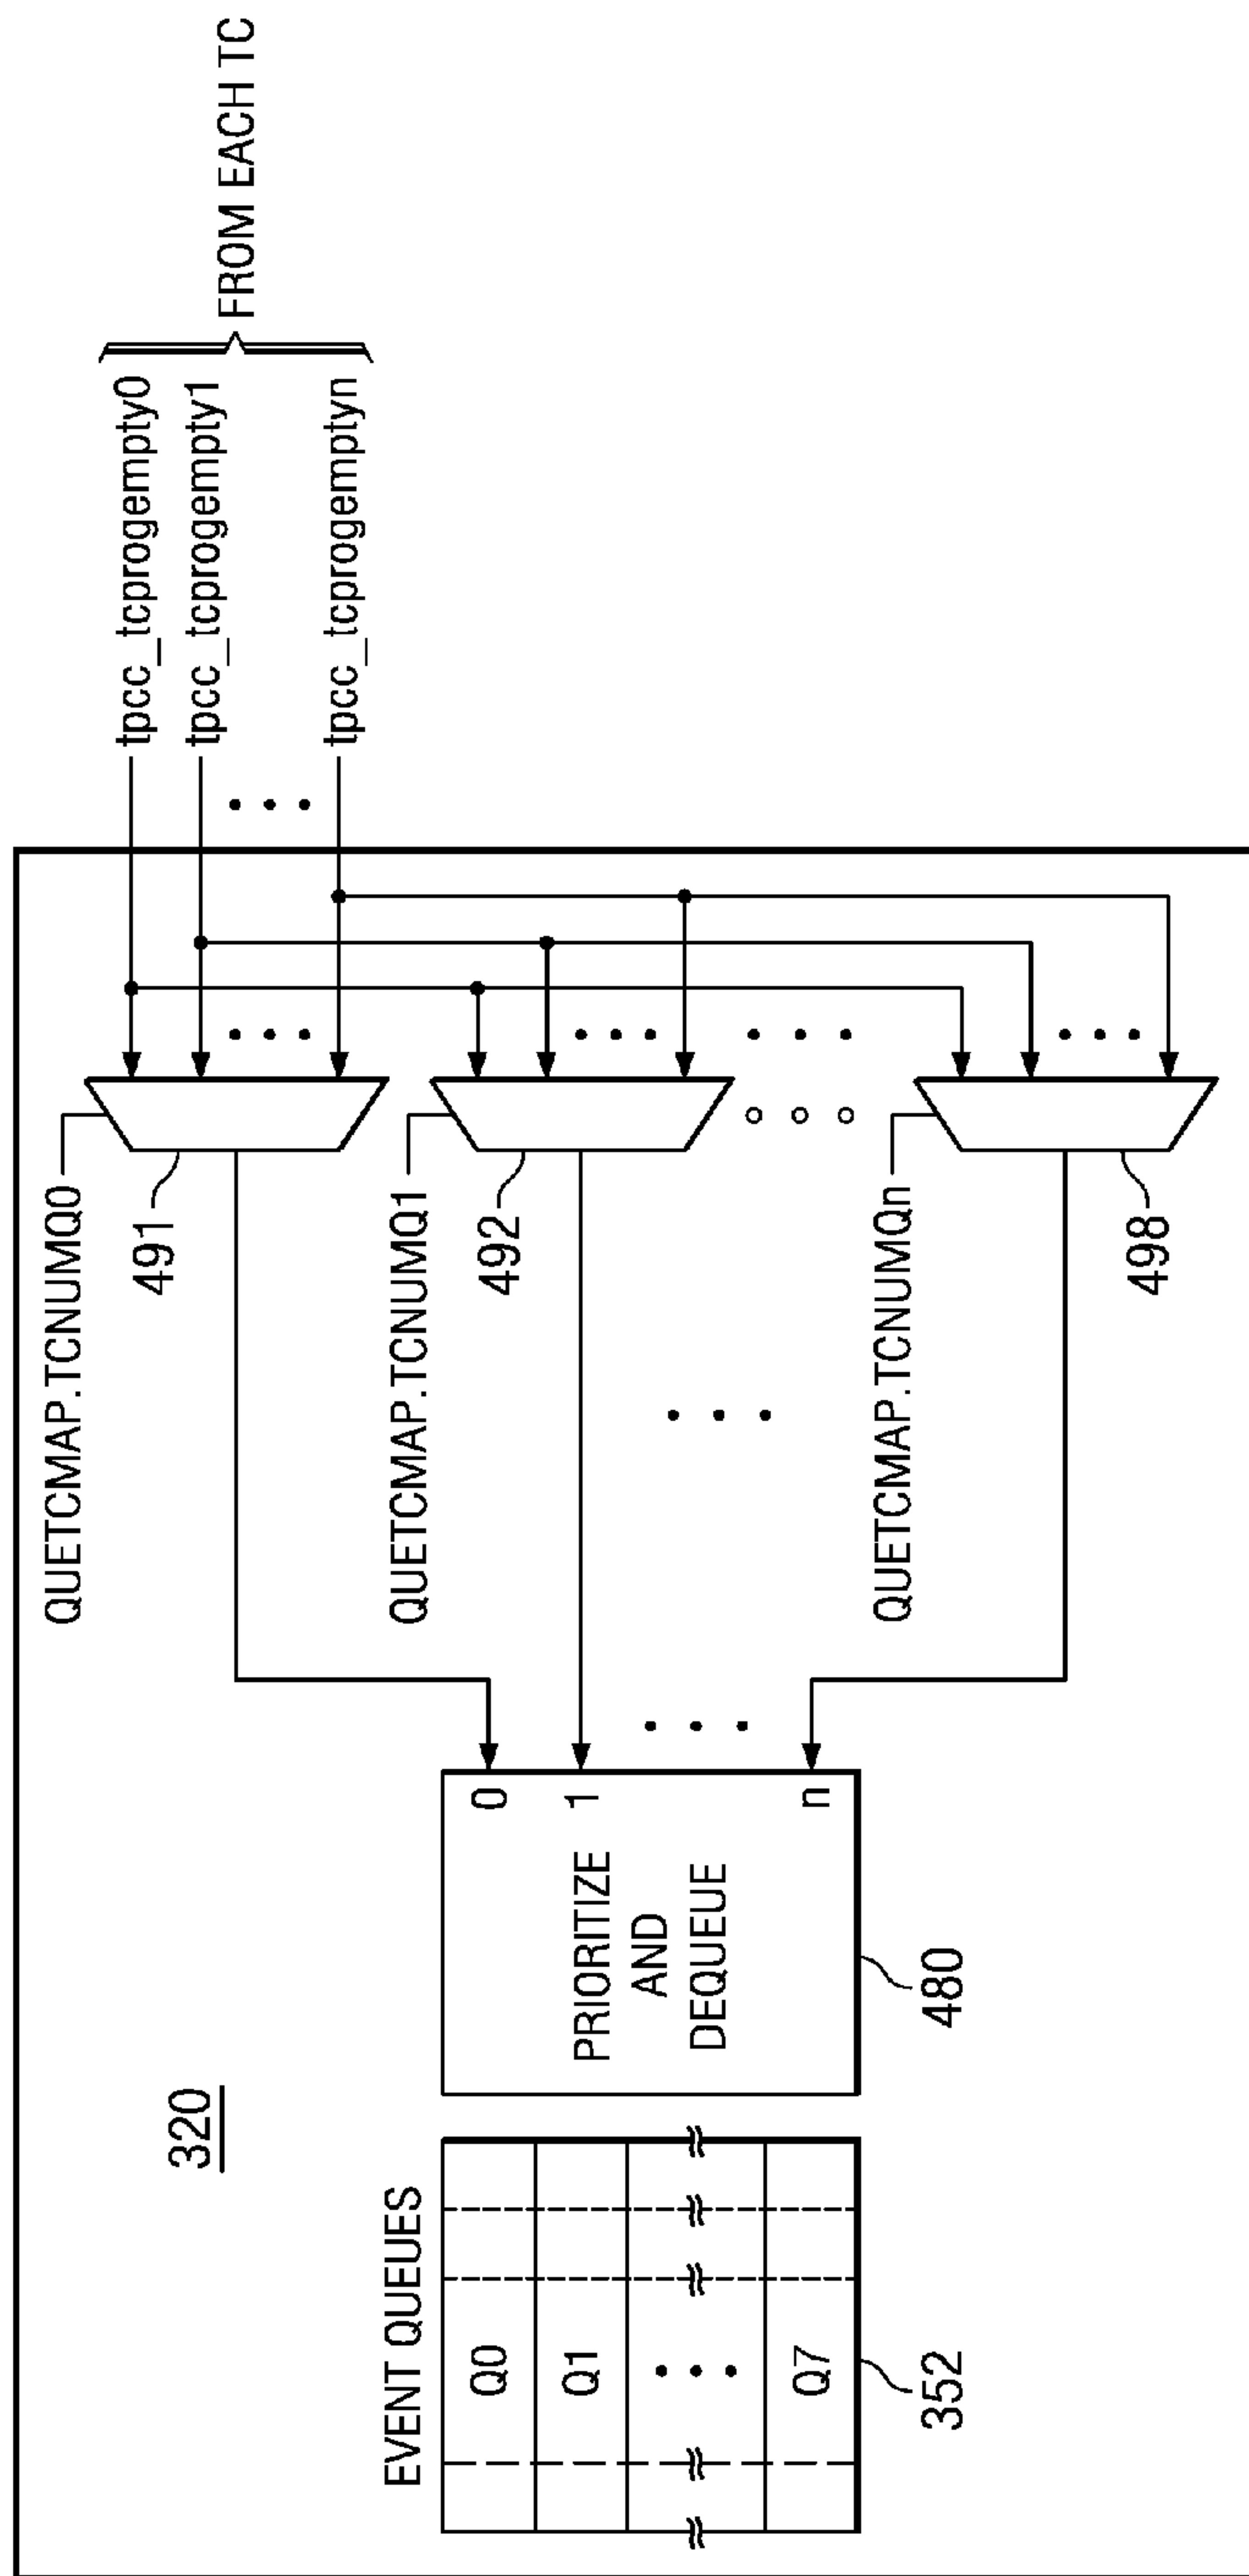 320
EVENT QUEUES
Q0
Q1
Q7
352
PRIORITIZE
AND
DEQUEUE
0
1
n
480
QUETCMAP.TCNUMQ0
491
QUETCMAP.TCNUMQ1
492
QUETCMAP.TCNUMQn
498
tpcc_tcprogempty0
tpcc_tcprogempty1
tpcc_tcprogemptyn
FROM EACH TC